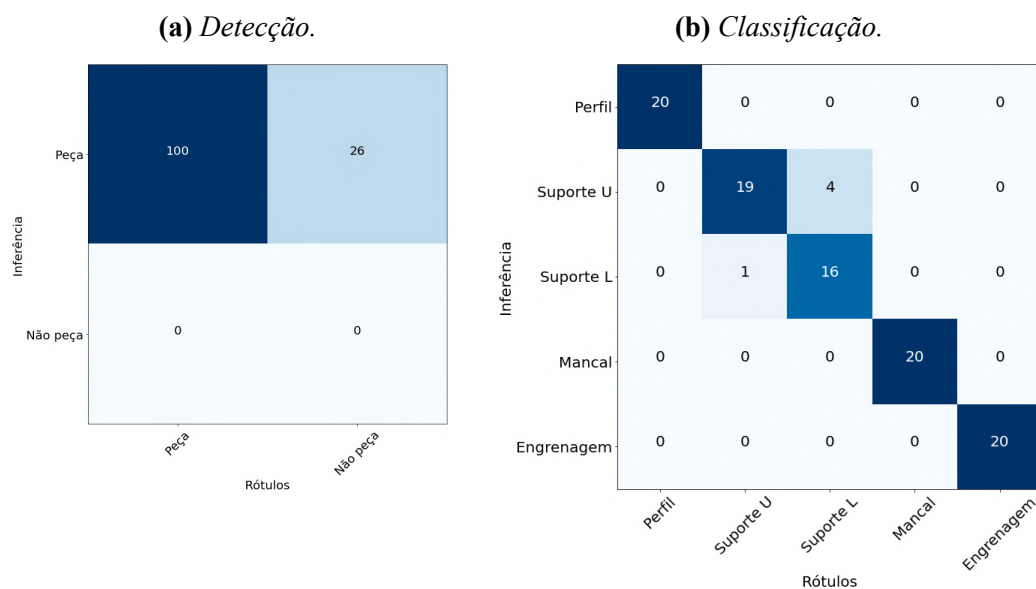 (a) Detecção.
Inferência
Peça
100
26
Não peça
0
0
Peça
Não peça
Rótulos
(b) Classificação.
Inferência
Perfil
20 0 0 0 0
Suporte U
0 19 4 0 0
Suporte L
0 1 16 0 0
Mancal
0 0 0 20 0
Engrenagem
0 0 0 0 20
Perfil
Suporte U
Suporte L
Mancal
Engrenagem
Rótulos